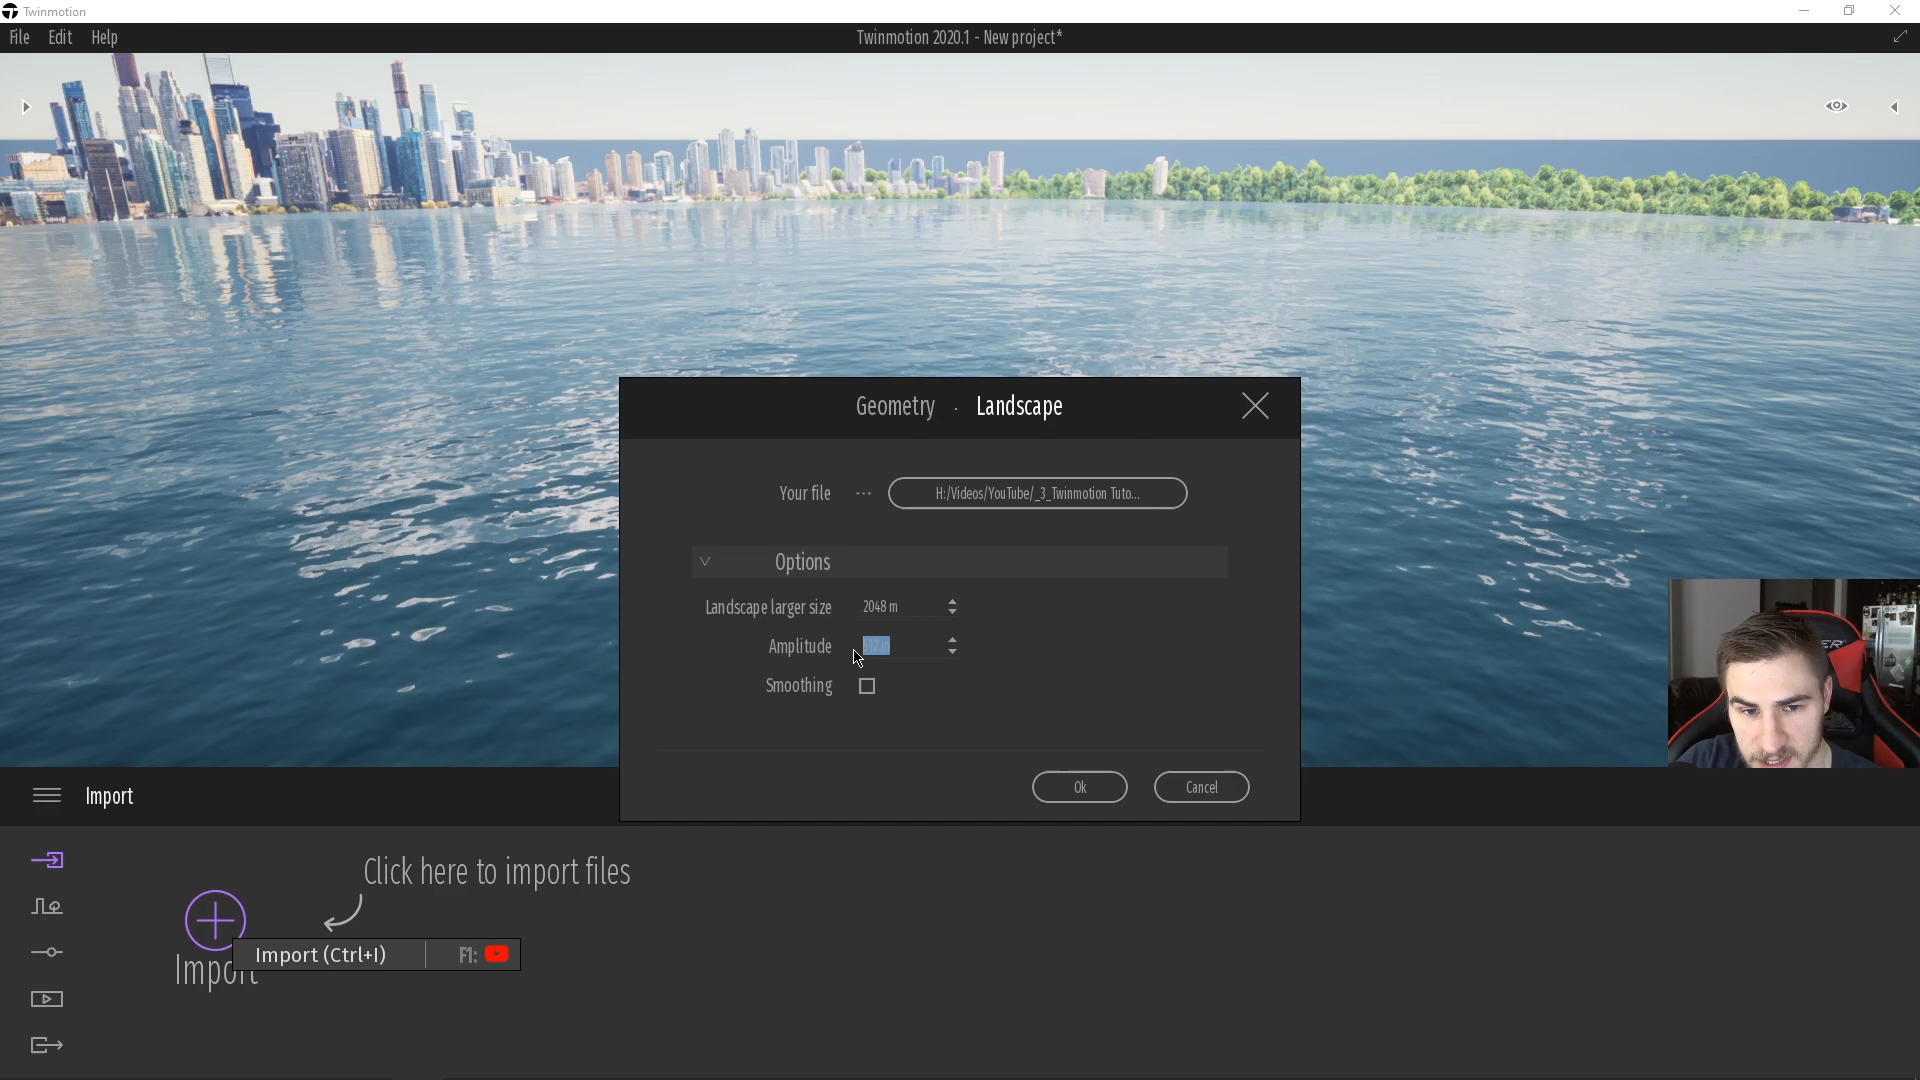 Twinmotion
File Edit Help
Twinmotion 2020.1 - New project*
Geometry · Landscape
Your file ··· H:/Videos/YouTube/_3_Twinmotion Tuto...
Options
Landscape larger size 2048 m
Amplitude
Smoothing
Ok Cancel
Import
Click here to import files
Import (Ctrl+I) F1:
Import